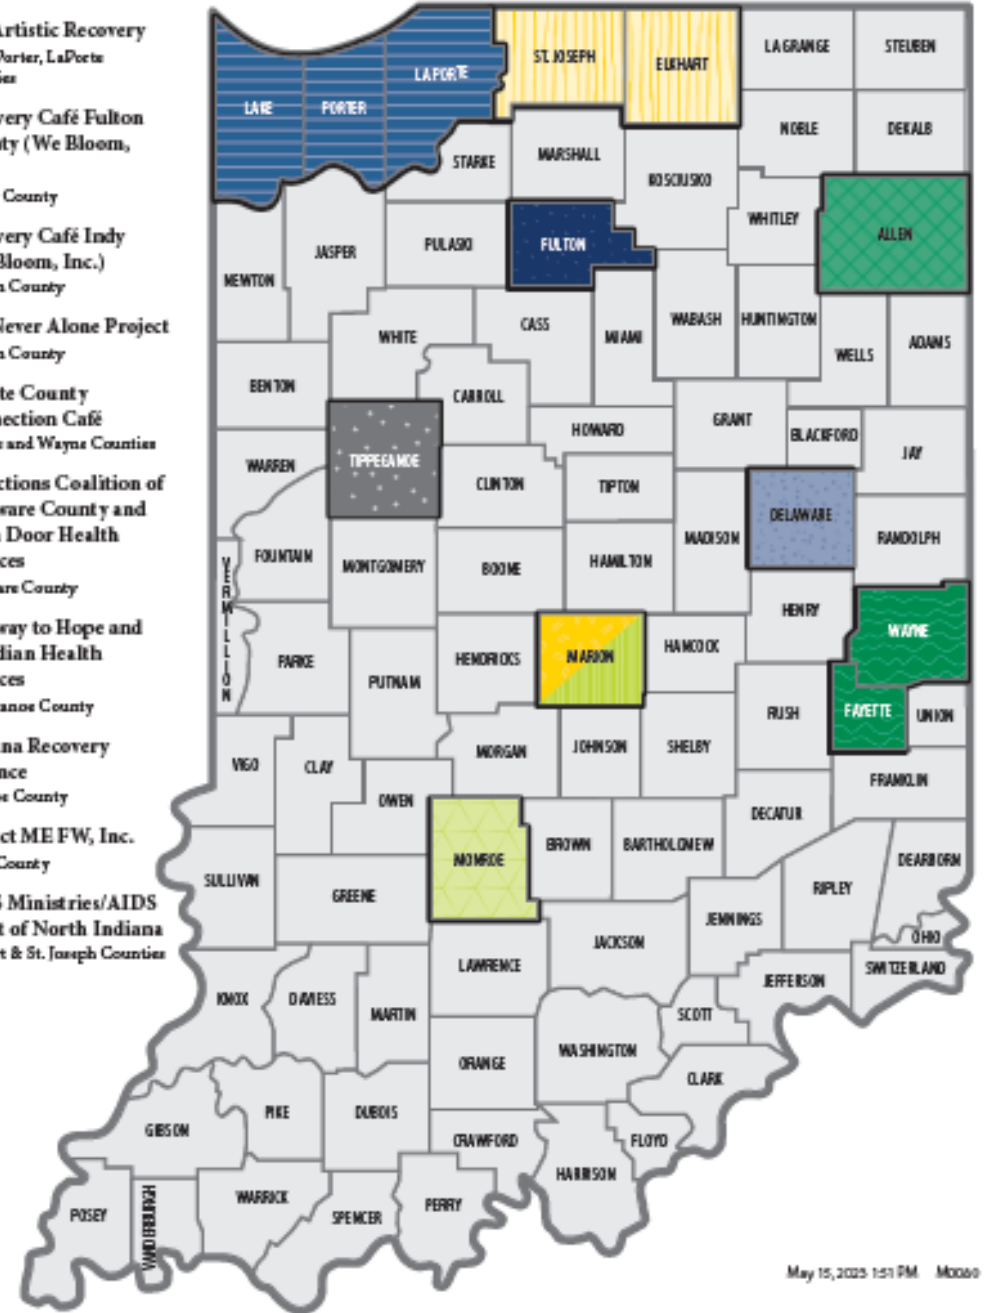 Artistic Recovery
Porter, LaPorte
ies
very Café Fulton
ty (We Bloom,
County
very Café Indy
Bloom, Inc.)
n County
Never Alone Project
n County
te County
nection Café
e and Wayne Counties
ctions Coalition of
ware County and
Door Health
ces
are County
way to Hope and
dian Health
ces
canoe County
ana Recovery
nce
oe County
ct ME FW, Inc.
County
S Ministries/AIDS
t of North Indiana
t & St. Joseph Counties
LAKE
PORTER
LAPORTE
ST. JOSEPH
ELKHART
LAGRANGE
STEUBEN
NOBLE
DEKALB
STARKE
MARSHALL
KOSCIUSKO
WHITLEY
ALLEN
NEWTON
JASPER
PULASKI
FULTON
WHITE
CASS
MIAMI
WABASH
HUNTINGTON
WELLS
ADAMS
BENTON
CARROLL
HOWARD
GRANT
BLACKFORD
JAY
WARREN
TIPPECANOE
CLINTON
TIPTON
MADISON
DELAWARE
RANDOLPH
VERMILLION
FOUNTAIN
MONTGOMERY
BOONE
HAMILTON
HENRY
WAYNE
PARKE
PUTNAM
HENDRICKS
MARION
HANCOCK
RUSH
FAYETTE
UNION
VIGO
CLAY
OWEN
MORGAN
JOHNSON
SHELBY
DECATUR
FRANKLIN
SULLIVAN
GREENE
MONROE
BROWN
BARTHOLOMEW
JENNINGS
RIPLEY
DEARBORN
OHIO
SWITZERLAND
KNOX
DAVIESS
MARTIN
LAWRENCE
JACKSON
SCOTT
JEFFERSON
ORANGE
WASHINGTON
CLARK
GIBSON
PIKE
DUBOIS
CRAWFORD
HARRISON
FLOYD
POSEY
VANDERBURGH
WARRICK
SPENCER
PERRY
May 15, 2025 1:51 PM M0080